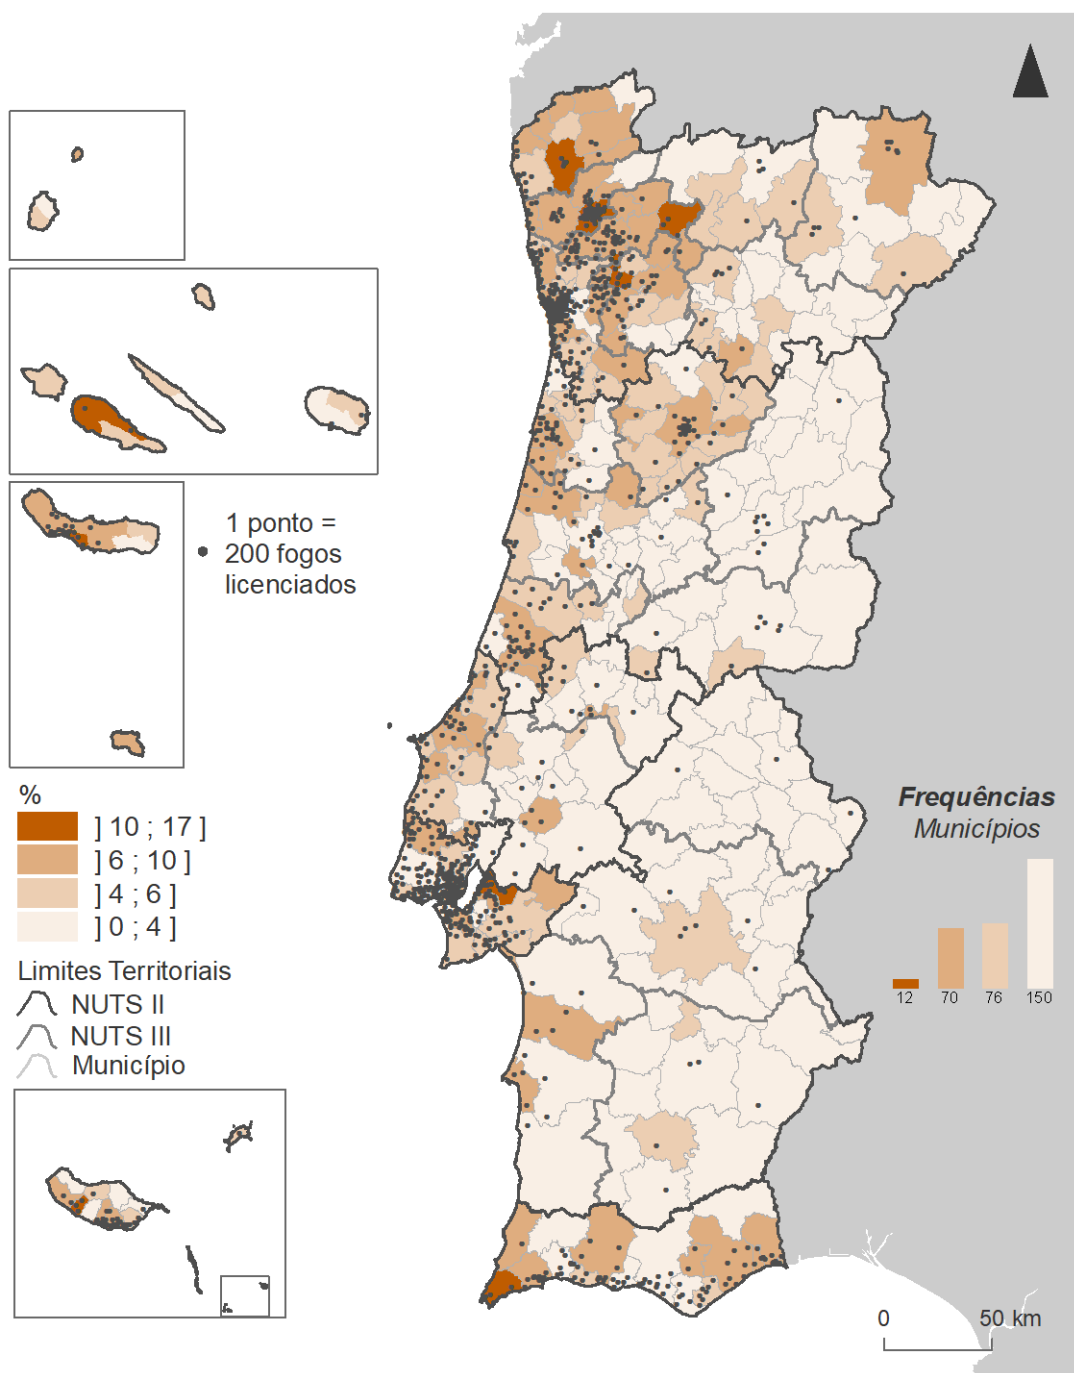 1 ponto =
200 fogos
licenciados
%
] 10 ; 17 ]
] 6 ; 10 ]
] 4 ; 6 ]
] 0 ; 4 ]
Limites Territoriais
NUTS II
NUTS III
Município
Frequências
Municípios
12 70 76 150
0 50 km